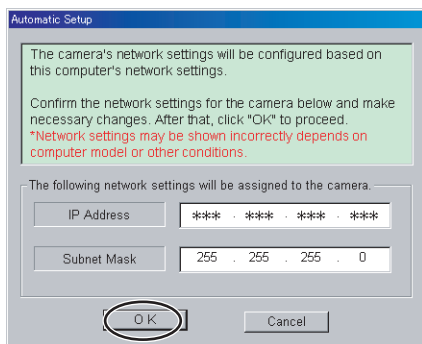 Automatic Setup
The camera's network settings will be configured based on
this computer's network settings.
Confirm the network settings for the camera below and make
necessary changes. After that, click "OK" to proceed.
*Network settings may be shown incorrectly depends on
computer model or other conditions.
The following network settings will be assigned to the camera.
IP Address *** . *** . *** . ***
Subnet Mask 255 . 255 . 255 . 0
OK Cancel